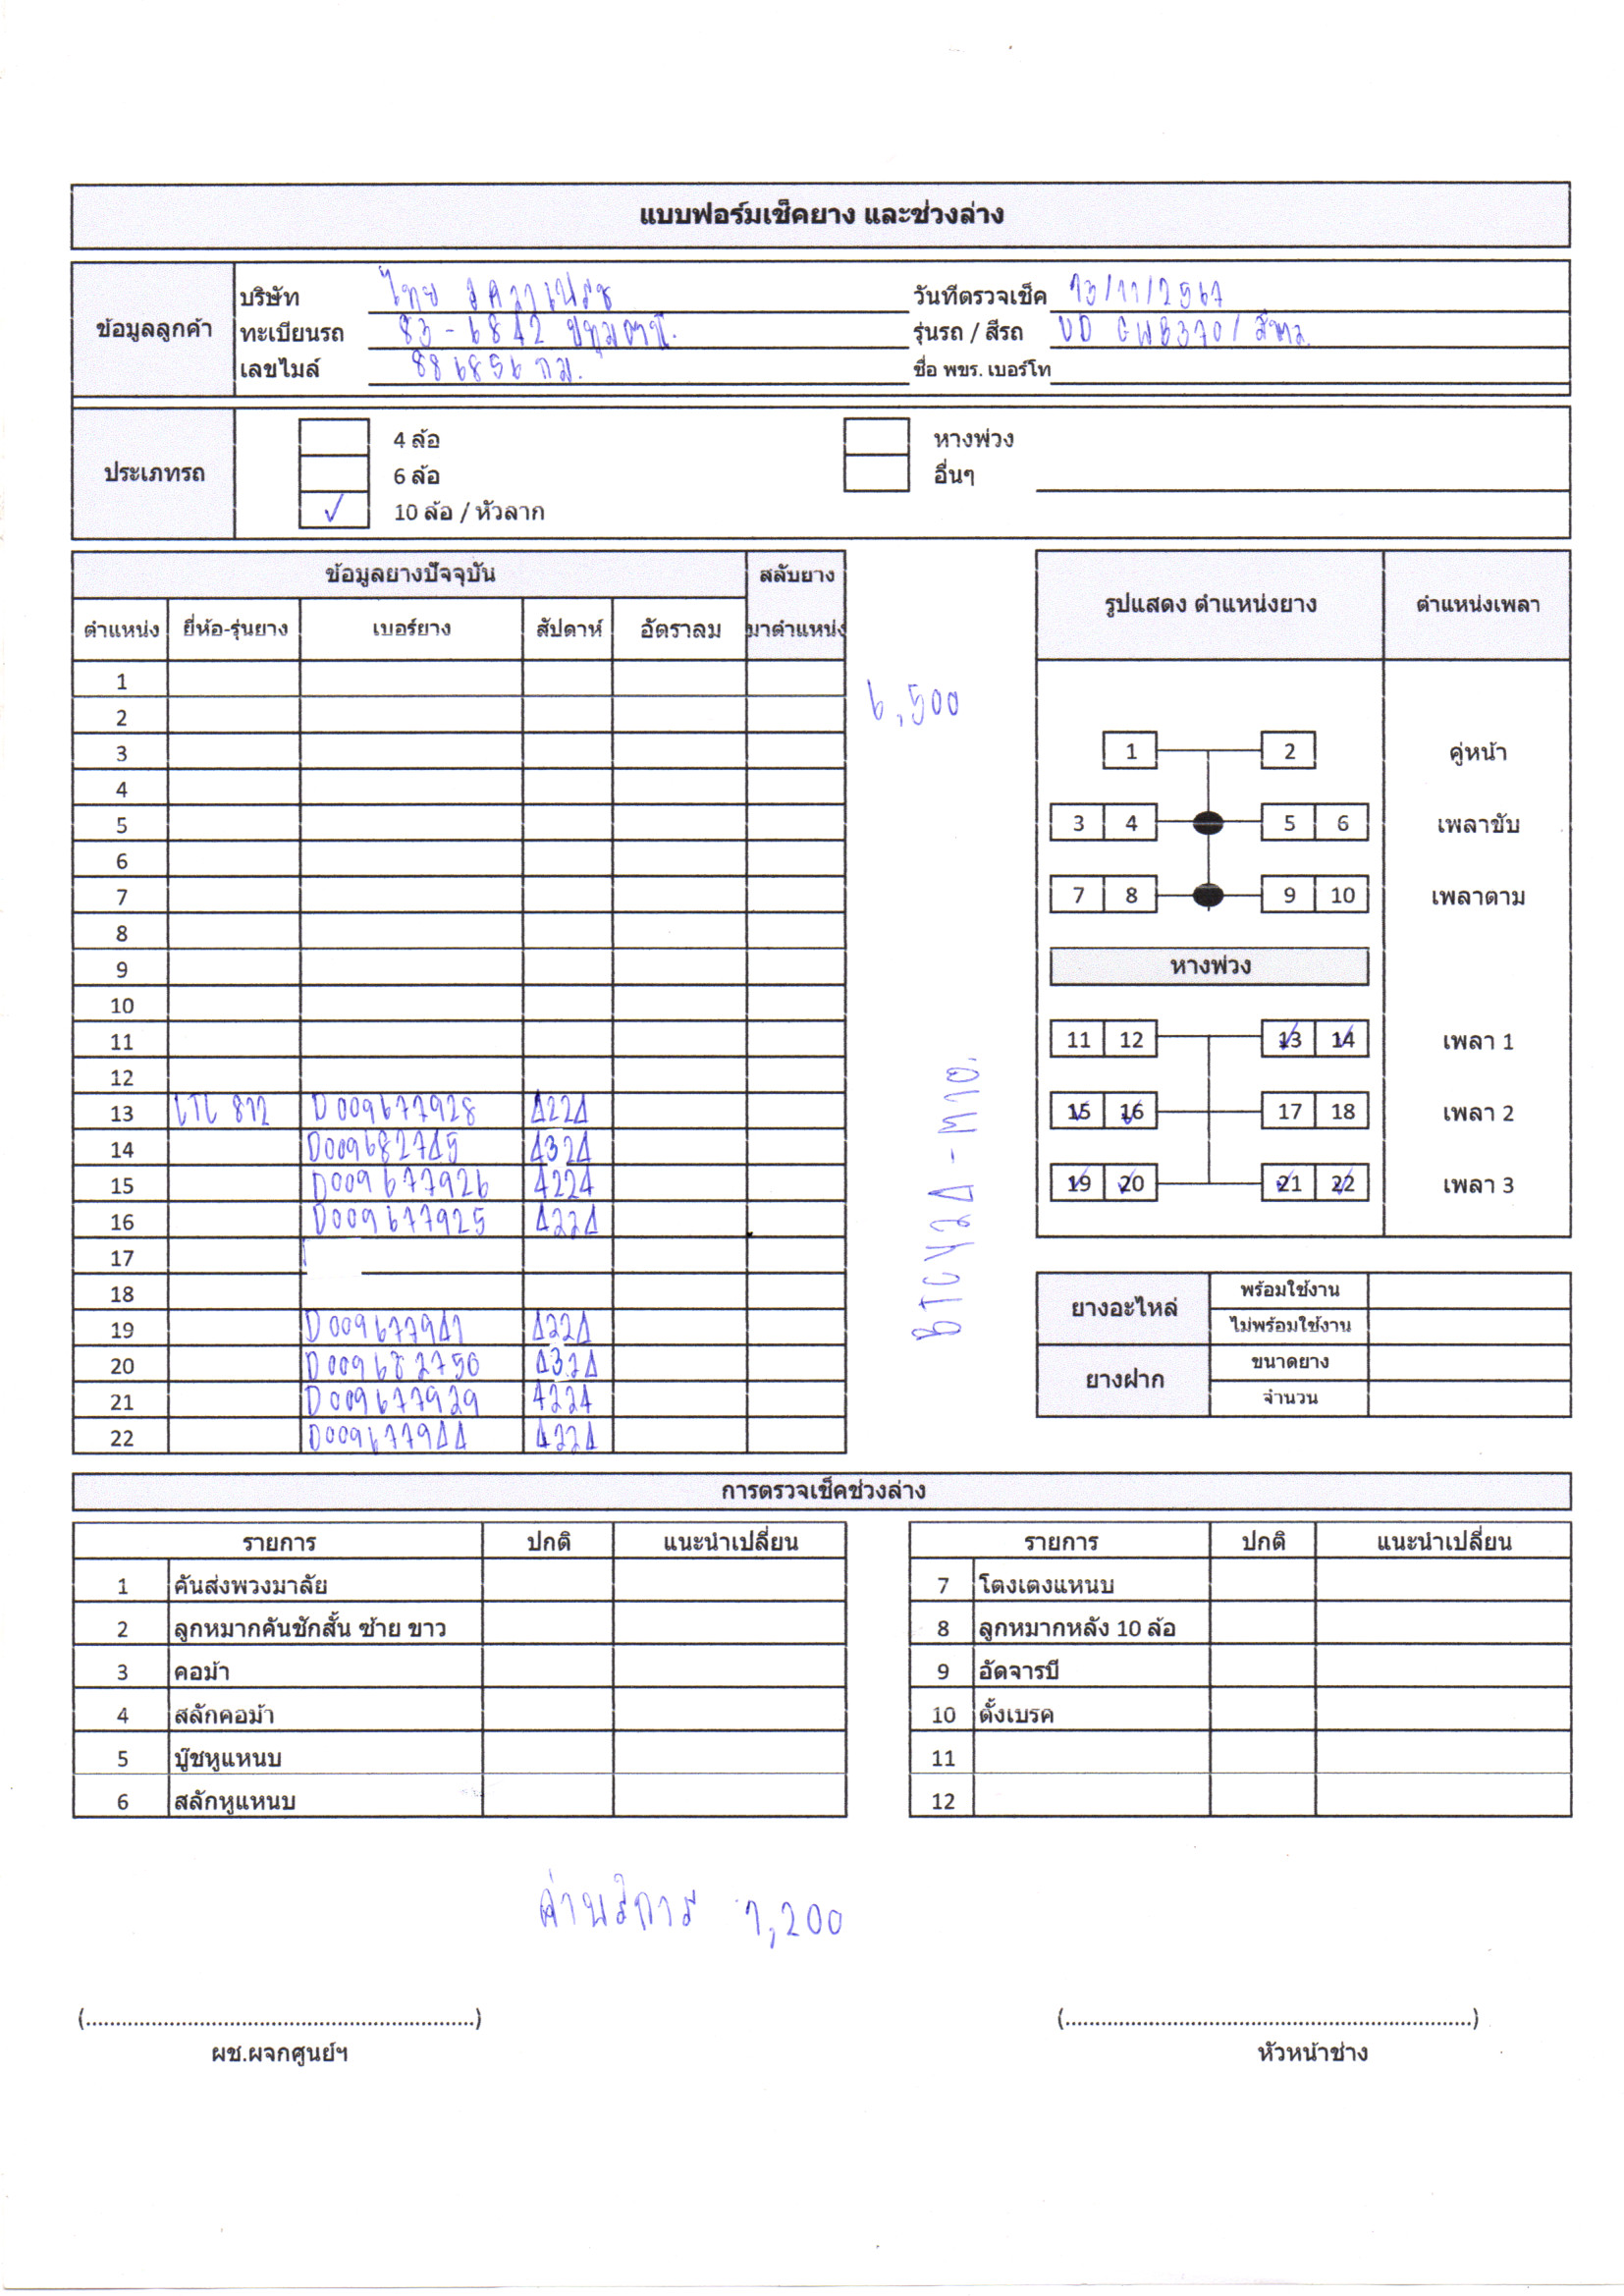 แบบฟอร์มเช็คยาง และช่วงล่าง
ข้อมูลลูกค้า
บริษัท ไทย
วันที่ตรวจเช็ค 13/11/2567
ทะเบียนรถ 83-6842 ปทุมธานี.
รุ่นรถ / สีรถ UD GWB370/
เลขไมล์ 886856 กม.
ชื่อ พขร. เบอร์โท
ประเภทรถ
4 ล้อ
หางพ่วง
6 ล้อ
อื่นๆ
✓ 10 ล้อ / หัวลาก
ข้อมูลยางปัจจุบัน สลับยาง
ตำแหน่ง ยี่ห้อ-รุ่นยาง เบอร์ยาง สัปดาห์ อัตราลม มาตำแหน่ง
1
2
3
4
5
6
7
8
9
10
11
12
13 872 D009677928 4224
14 D009682745 4324
15 D009677926 4224
16 D009677925 4224
17
18
19 D009677941 4224
20 D009682750 4324
21 D009677929 4224
22 D009677944 4224
6,500
รูปแสดง ตำแหน่งยาง ตำแหน่งเพลา
1 2 คู่หน้า
3 4 5 6 เพลาขับ
7 8 9 10 เพลาตาม
หางพ่วง
11 12 13 14 เพลา 1
15 16 17 18 เพลา 2
19 20 21 22 เพลา 3
ยางอะไหล่ พร้อมใช้งาน
ไม่พร้อมใช้งาน
ยางฝาก ขนาดยาง
จำนวน
การตรวจเช็คช่วงล่าง
รายการ ปกติ แนะนำเปลี่ยน
1 คันส่งพวงมาลัย
2 ลูกหมากคันชักสั้น ซ้าย ขาว
3 คอม้า
4 สลักคอม้า
5 บู๊ชหูแหนบ
6 สลักหูแหนบ
รายการ ปกติ แนะนำเปลี่ยน
7 โตงเตงแหนบ
8 ลูกหมากหลัง 10 ล้อ
9 อัดจารบี
10 ตั้งเบรค
11
12
ค่าบริการ 1,200
(................................................................)
ผช.ผจกศูนย์ฯ
(...................................................................)
หัวหน้าช่าง